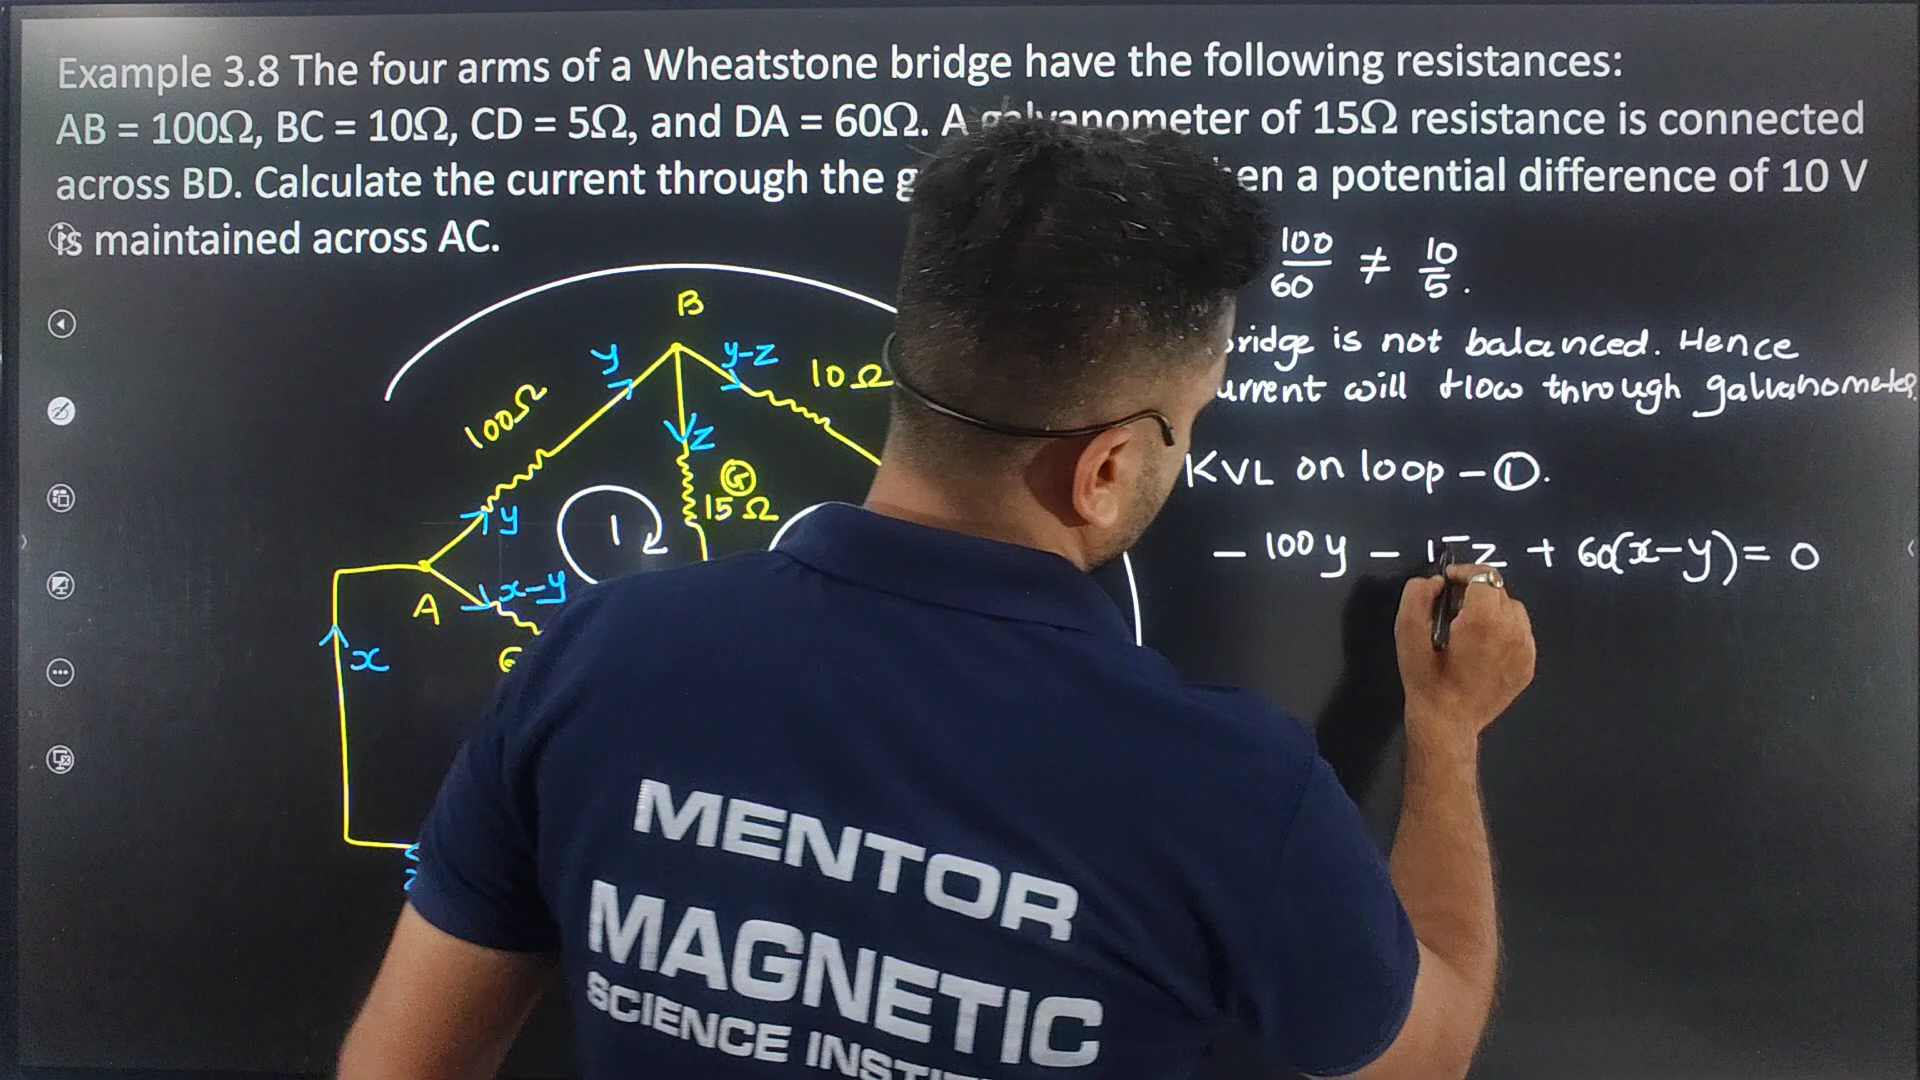 Example 3.8 The four arms of a Wheatstone bridge have the following resistances:
AB = 100Ω, BC = 10Ω, CD = 5Ω, and DA = 60Ω. A galvanometer of 15Ω resistance is connected
across BD. Calculate the current through the g en a potential difference of 10 V
is maintained across AC.
100/60 ≠ 10/5.
ridge is not balanced. Hence
urrent will flow through galvanometer.
KVL on loop - ①.
- 100y - 15z + 60(x-y) = 0
B
y
y-z
10Ω
100Ω
z
G
15Ω
1
y
A
x-y
x
6
MENTOR
MAGNETIC
SCIENCE INSTIT